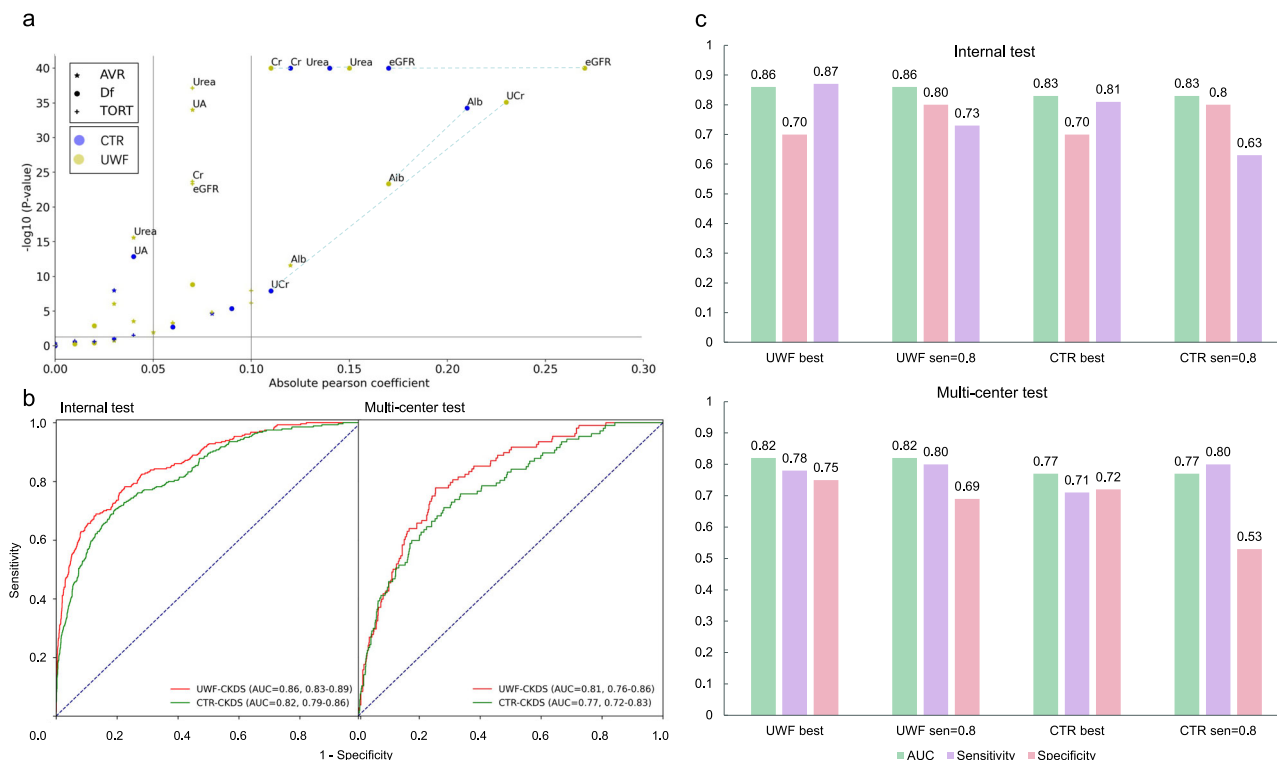 a
AVR
Df
TORT
CTR
UWF
-log10 (P-value)
40
35
30
25
20
15
10
5
0
Cr
Cr
Urea
Urea
eGFR
eGFR
Urea
UA
Alb
UCr
Cr
eGFR
Alb
Urea
UA
Alb
UCr
0.00
0.05
0.10
0.15
0.20
0.25
0.30
Absolute pearson coefficient
b
Internal test
Multi-center test
Sensitivity
1.0
0.8
0.6
0.4
0.2
UWF-CKDS (AUC=0.86, 0.83-0.89)
CTR-CKDS (AUC=0.82, 0.79-0.86)
UWF-CKDS (AUC=0.81, 0.76-0.86)
CTR-CKDS (AUC=0.77, 0.72-0.83)
0.0 0.2 0.4 0.6 0.8 0.0 0.2 0.4 0.6 0.8 1.0
1 - Specificity
c
Internal test
1
0.9
0.8
0.7
0.6
0.5
0.4
0.3
0.2
0.1
0
0.86 0.70 0.87
0.86 0.80 0.73
0.83 0.70 0.81
0.83 0.8 0.63
UWF best UWF sen=0.8 CTR best CTR sen=0.8
Multi-center test
1
0.9
0.8
0.7
0.6
0.5
0.4
0.3
0.2
0.1
0
0.82 0.78 0.75
0.82 0.80 0.69
0.77 0.71 0.72
0.77 0.80 0.53
UWF best UWF sen=0.8 CTR best CTR sen=0.8
AUC Sensitivity Specificity